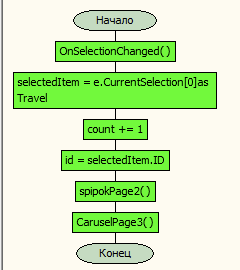 Начало
OnSelectionChanged()
selectedItem = e.CurrentSelection[0]as
Travel
count += 1
id = selectedItem.ID
spipokPage2()
CaruselPage3()
Конец